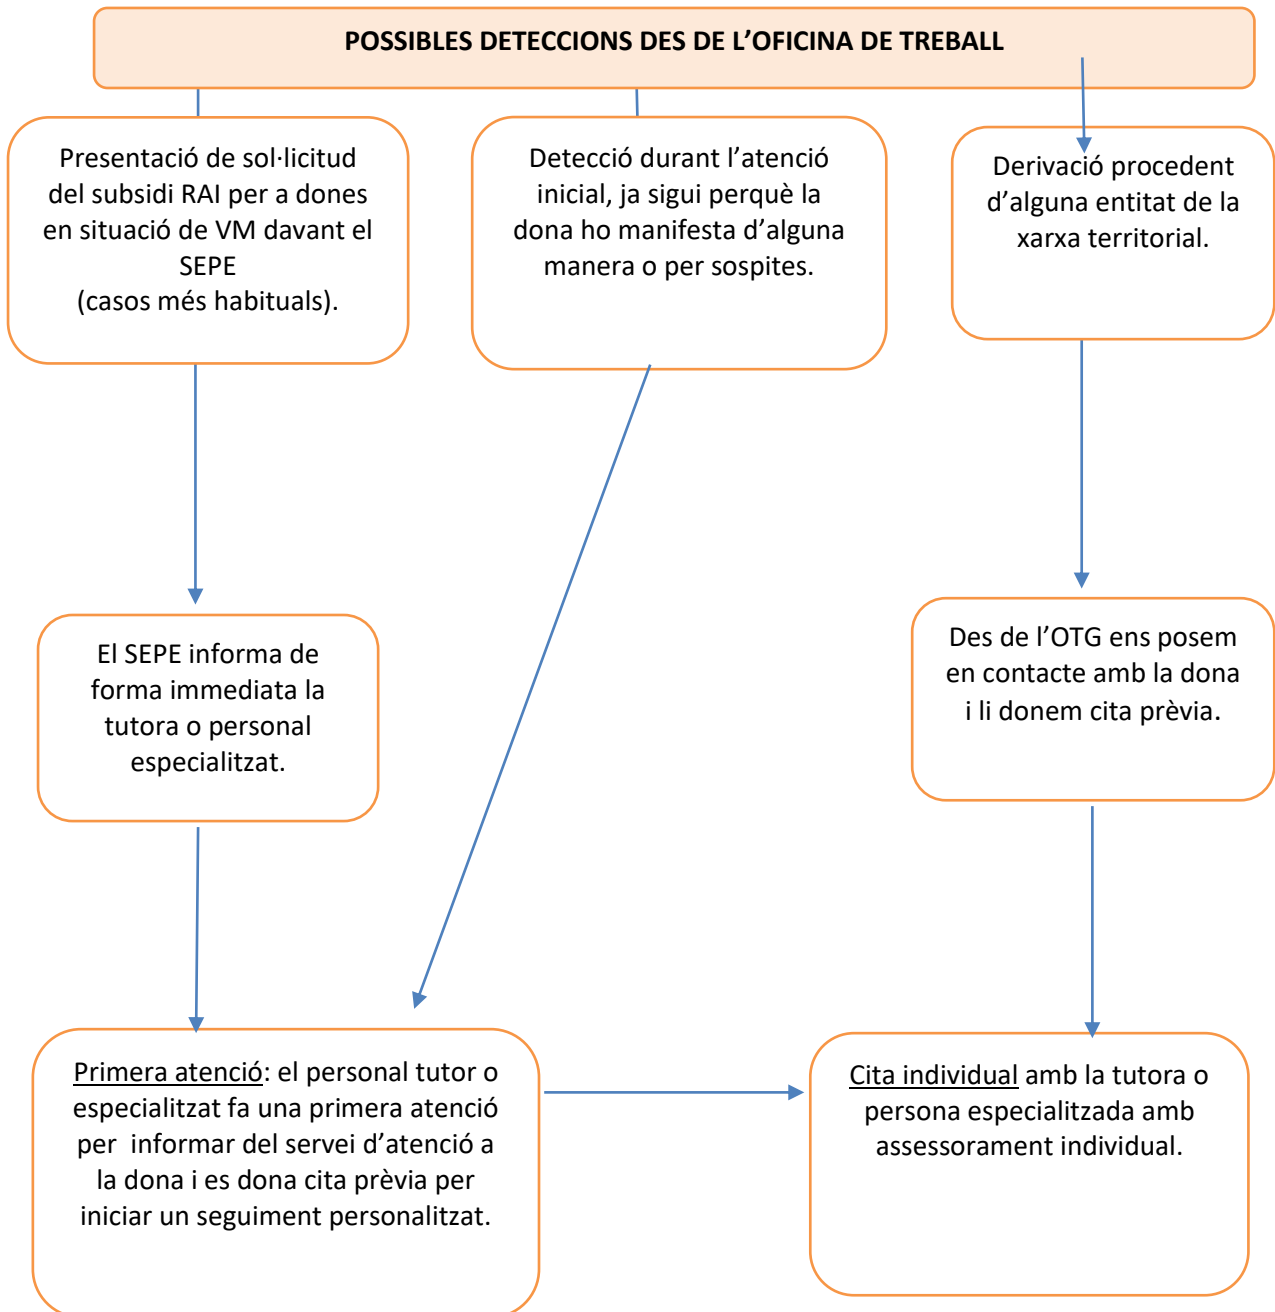 POSSIBLES DETECCIONS DES DE L’OFICINA DE TREBALL
Presentació de sol·licitud
del subsidi RAI per a dones
en situació de VM davant el
SEPE
(casos més habituals).
Detecció durant l’atenció
inicial, ja sigui perquè la
dona ho manifesta d’alguna
manera o per sospites.
Derivació procedent
d’alguna entitat de la
xarxa territorial.
El SEPE informa de
forma immediata la
tutora o personal
especialitzat.
Des de l’OTG ens posem
en contacte amb la dona
i li donem cita prèvia.
Primera atenció: el personal tutor o
especialitzat fa una primera atenció
per informar del servei d’atenció a
la dona i es dona cita prèvia per
iniciar un seguiment personalitzat.
Cita individual amb la tutora o
persona especialitzada amb
assessorament individual.